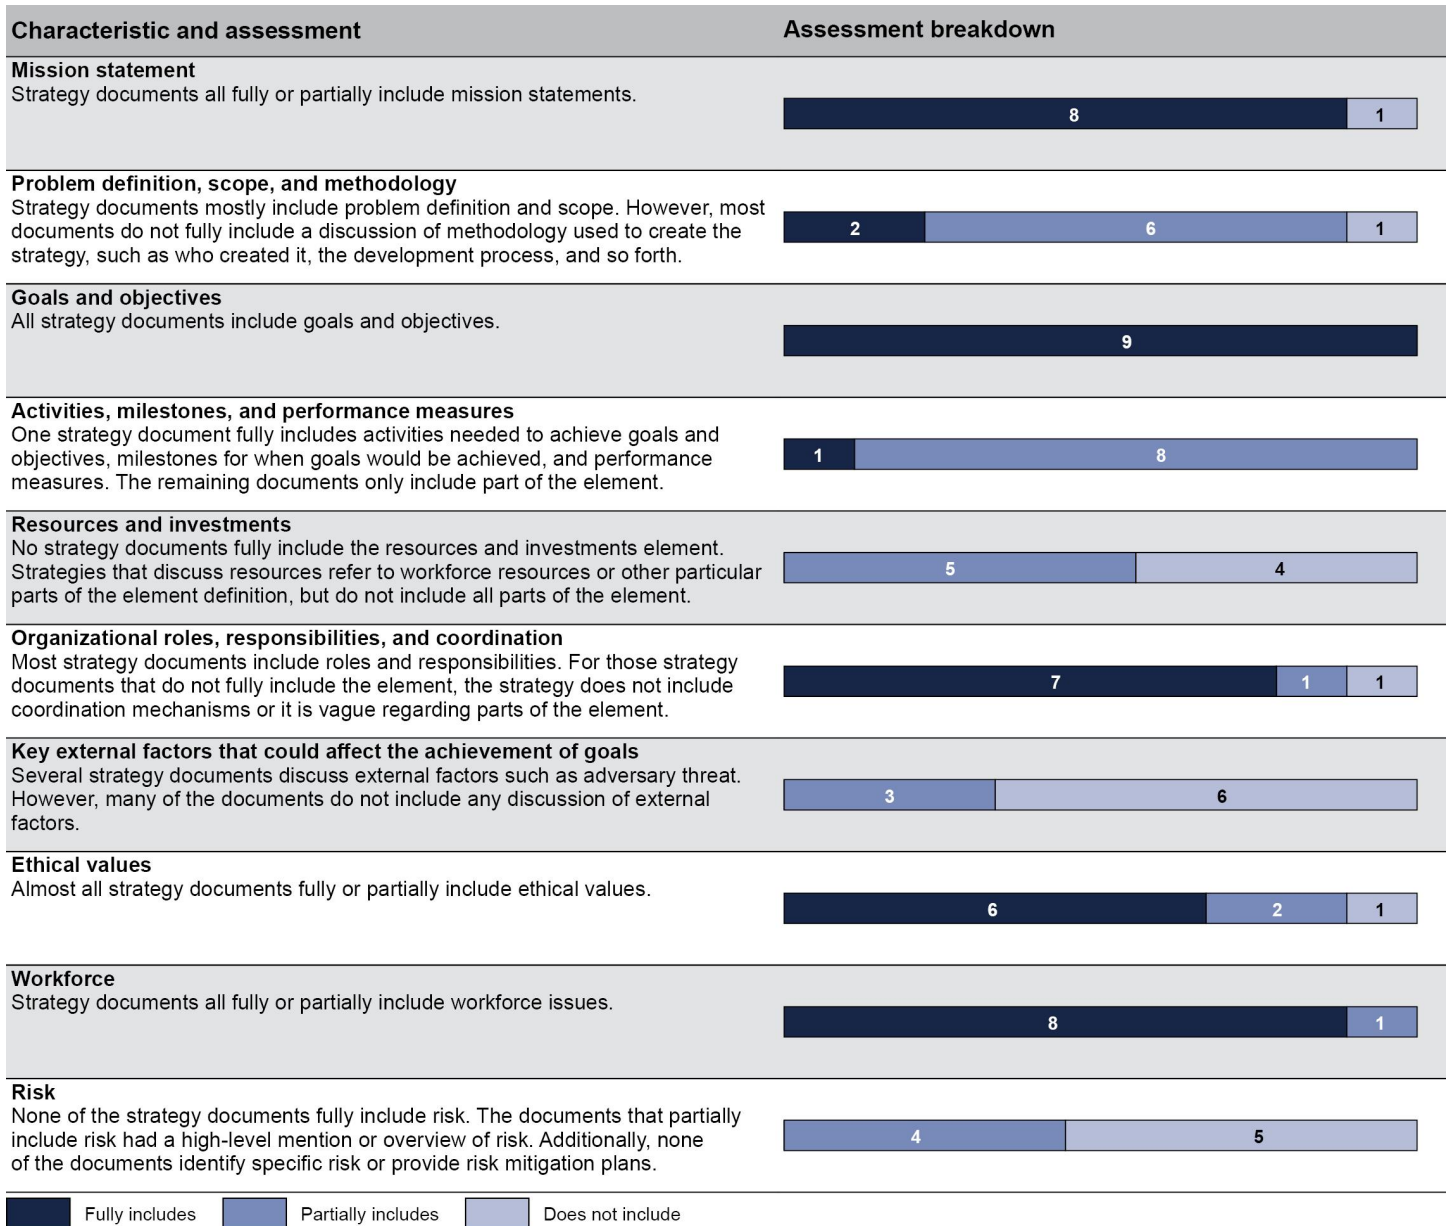 Characteristic and assessment
Assessment breakdown
Mission statement
Strategy documents all fully or partially include mission statements.
8 1
Problem definition, scope, and methodology
Strategy documents mostly include problem definition and scope. However, most
documents do not fully include a discussion of methodology used to create the
strategy, such as who created it, the development process, and so forth.
2 6 1
Goals and objectives
All strategy documents include goals and objectives.
9
Activities, milestones, and performance measures
One strategy document fully includes activities needed to achieve goals and
objectives, milestones for when goals would be achieved, and performance
measures. The remaining documents only include part of the element.
1 8
Resources and investments
No strategy documents fully include the resources and investments element.
Strategies that discuss resources refer to workforce resources or other particular
parts of the element definition, but do not include all parts of the element.
5 4
Organizational roles, responsibilities, and coordination
Most strategy documents include roles and responsibilities. For those strategy
documents that do not fully include the element, the strategy does not include
coordination mechanisms or it is vague regarding parts of the element.
7 1 1
Key external factors that could affect the achievement of goals
Several strategy documents discuss external factors such as adversary threat.
However, many of the documents do not include any discussion of external
factors.
3 6
Ethical values
Almost all strategy documents fully or partially include ethical values.
6 2 1
Workforce
Strategy documents all fully or partially include workforce issues.
8 1
Risk
None of the strategy documents fully include risk. The documents that partially
include risk had a high-level mention or overview of risk. Additionally, none
of the documents identify specific risk or provide risk mitigation plans.
4 5
Fully includes Partially includes Does not include